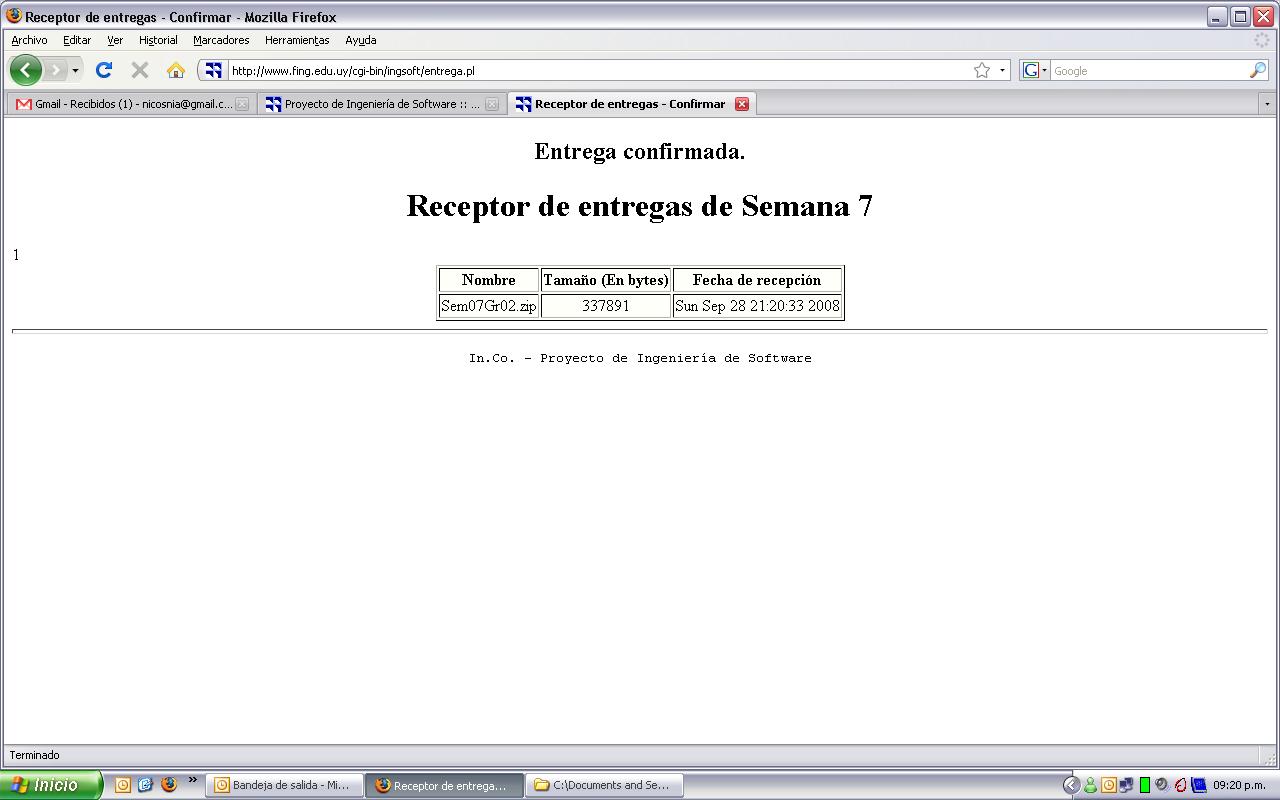 Receptor de entregas - Confirmar - Mozilla Firefox
Archivo Editar Ver Historial Marcadores Herramientas Ayuda
http://www.fing.edu.uy/cgi-bin/ingsoft/entrega.pl
Google
Gmail - Recibidos (1) - nicosnia@gmail.c... Proyecto de Ingeniería de Software :: ... Receptor de entregas - Confirmar
Entrega confirmada.
Receptor de entregas de Semana 7
1
Nombre Tamaño (En bytes) Fecha de recepción
Sem07Gr02.zip 337891 Sun Sep 28 21:20:33 2008
In.Co. - Proyecto de Ingeniería de Software
Terminado
Inicio Bandeja de salida - Mi... Receptor de entrega... C:\Documents and Se... 09:20 p.m.